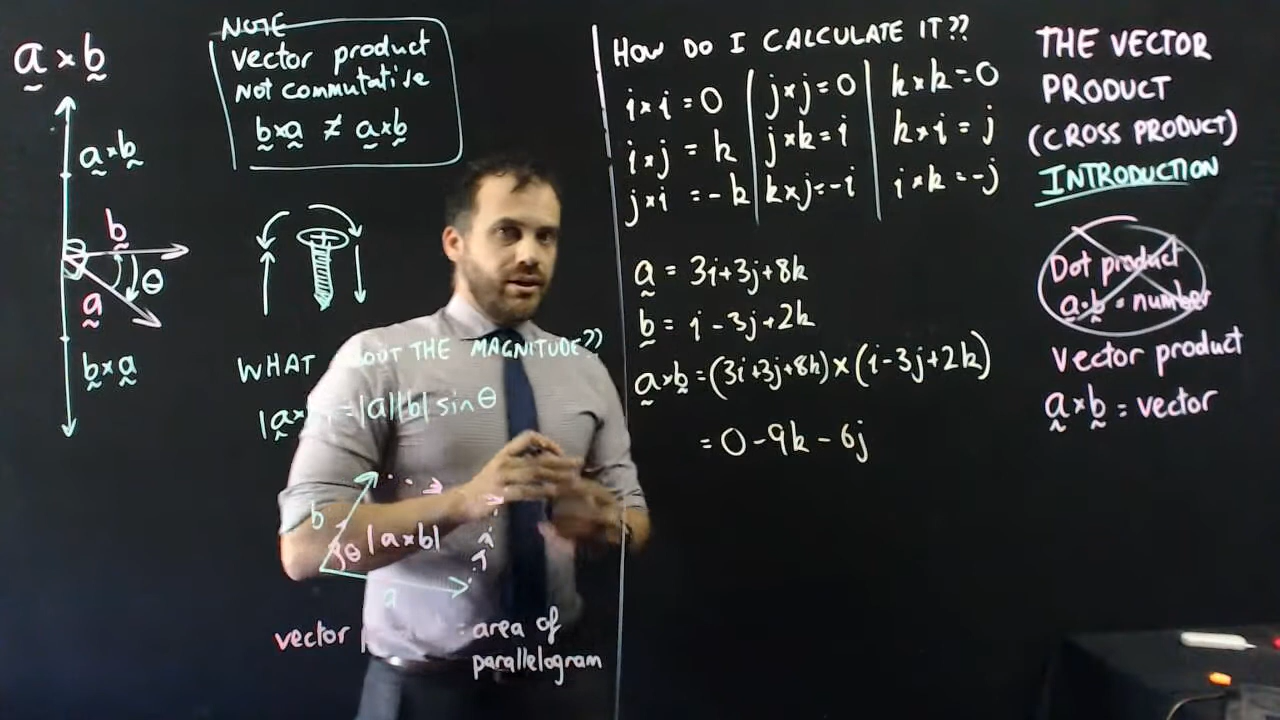 a × b
a × b
b
θ
a
b × a
NOTE
vector product
Not commutative
b×a ≠ a×b
WHAT OUT THE MAGNITUDE??
|a× =|a||b| sin θ
b
θ |a×b|
a
vector = area of
parallelogram
HOW DO I CALCULATE IT??
i×i = 0 | j×j = 0 | k×k = 0
i×j = k | j×k = i | k×i = j
j×i = -k | k×j = -i | i×k = -j
a = 3i+3j+8k
b = i - 3j + 2k
a×b = (3i+3j+8k)×(i-3j+2k)
= 0 - 9k - 6j
THE VECTOR
PRODUCT
(CROSS PRODUCT)
INTRODUCTION
Dot product
a·b = number
Vector product
a×b = vector